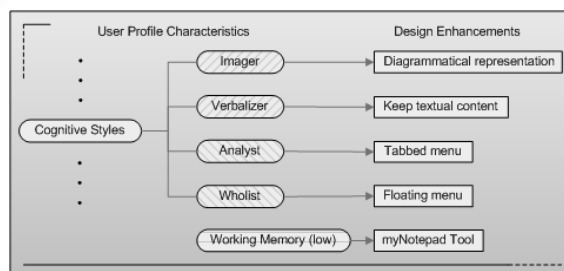 User Profile Characteristics
Design Enhancements
Imager
Diagrammatical representation
Verbalizer
Keep textual content
Cognitive Styles
Analyst
Tabbed menu
Wholist
Floating menu
Working Memory (low)
myNotepad Tool